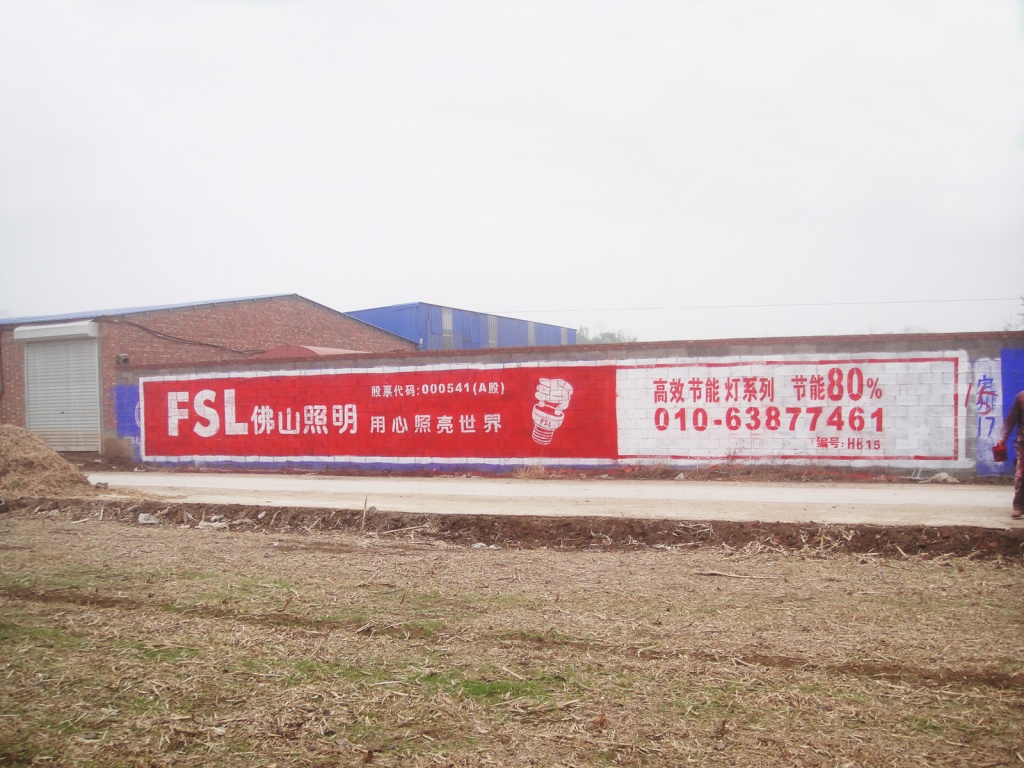 股票代码:000541(A股)
FSL佛山照明 用心照亮世界
FSL
高效节能灯系列 节能80%
010-63877461
编号:HB15
17